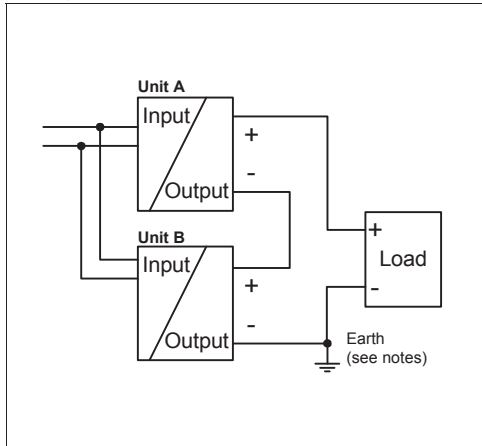 Unit A
Input
+
-
Output
Unit B
Input
+
-
Output
+
Load
-
Earth
(see notes)